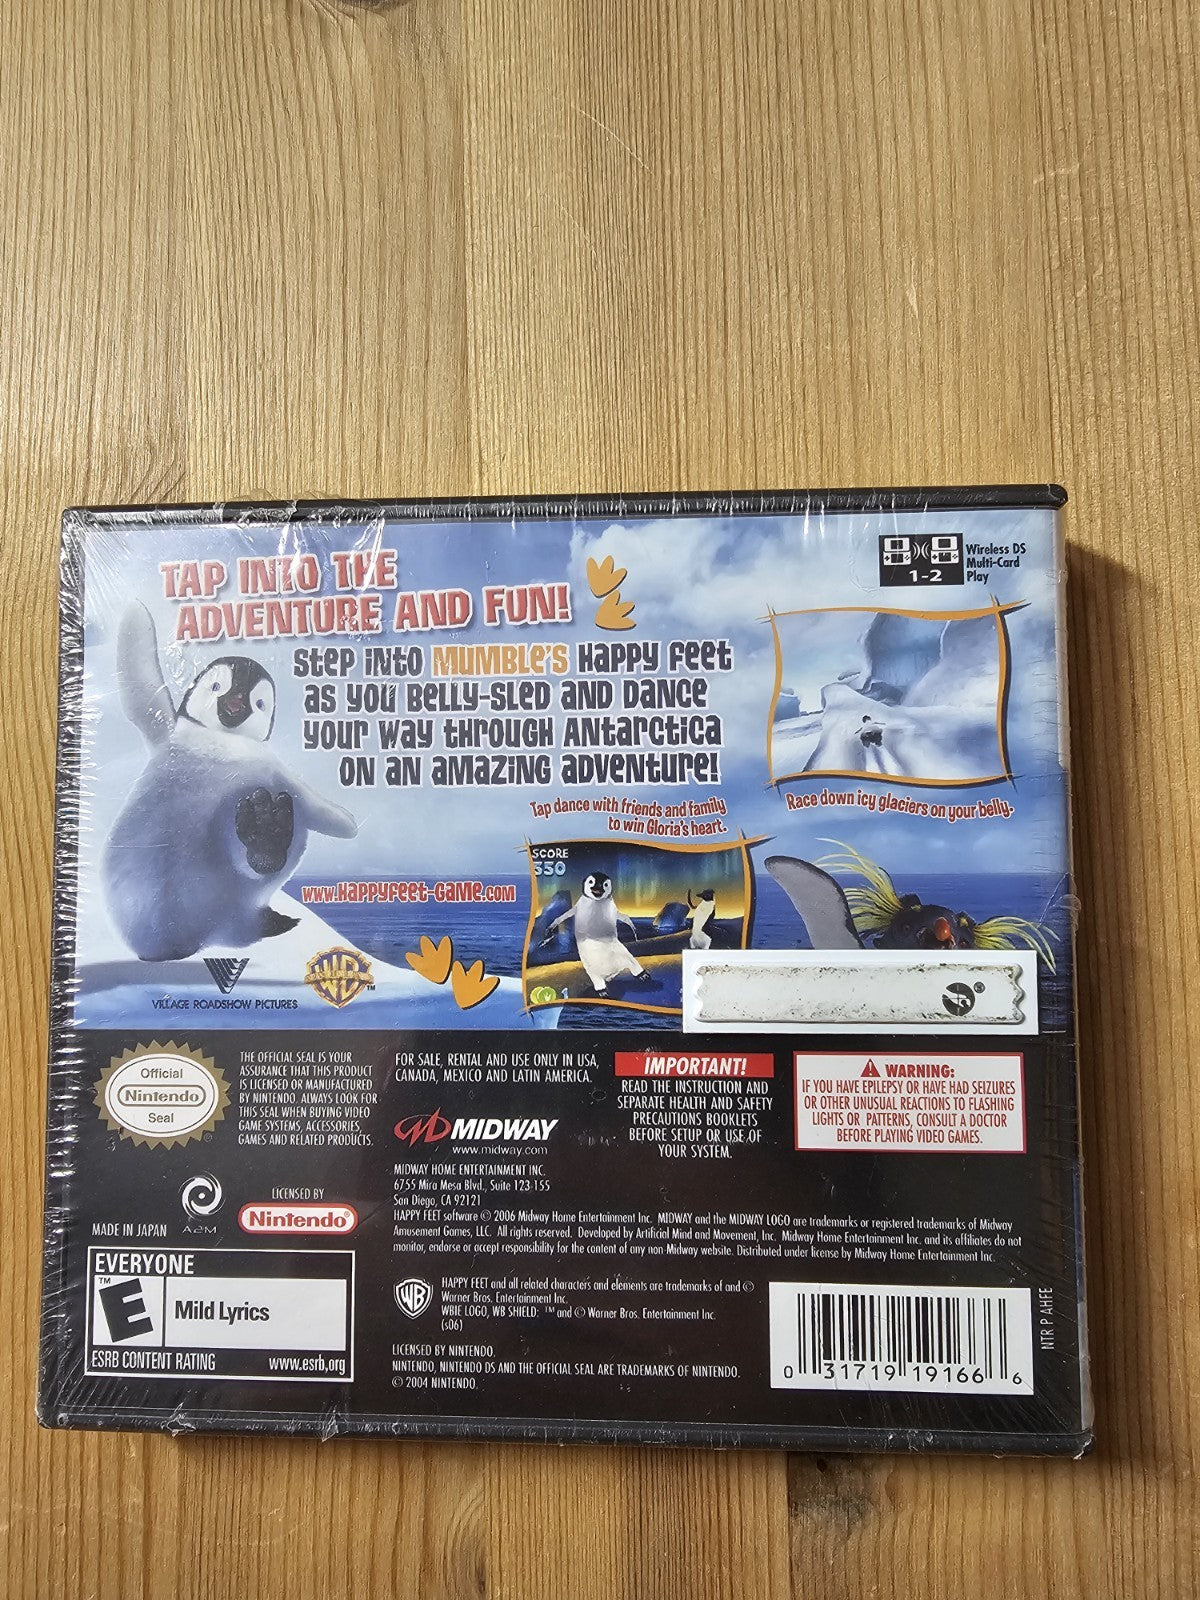 TAP INTO THE
ADVENTURE AND FUN!
STEP INTO MUMBLE'S HAPPY FEET
AS YOU BELLY-SLED AND DANCE
YOUR WAY THROUGH ANTARCTICA
ON AN AMAZING ADVENTURE!
1-2
Wireless DS
Multi-Card
Play
Race down icy glaciers on your belly.
Tap dance with friends and family
to win Gloria's heart.
SCORE
550
1
www.HAPPYFEET-GAME.com
VILLAGE ROADSHOW PICTURES
WB
TM
Official
Nintendo
Seal
THE OFFICIAL SEAL IS YOUR
ASSURANCE THAT THIS PRODUCT
IS LICENSED OR MANUFACTURED
BY NINTENDO. ALWAYS LOOK FOR
THIS SEAL WHEN BUYING VIDEO
GAME SYSTEMS, ACCESSORIES,
GAMES AND RELATED PRODUCTS.
FOR SALE, RENTAL AND USE ONLY IN USA,
CANADA, MEXICO AND LATIN AMERICA.
IMPORTANT!
READ THE INSTRUCTION AND
SEPARATE HEALTH AND SAFETY
PRECAUTIONS BOOKLETS
BEFORE SETUP OR USE OF
YOUR SYSTEM.
WARNING:
IF YOU HAVE EPILEPSY OR HAVE HAD SEIZURES
OR OTHER UNUSUAL REACTIONS TO FLASHING
LIGHTS OR PATTERNS, CONSULT A DOCTOR
BEFORE PLAYING VIDEO GAMES.
MIDWAY
www.midway.com
MADE IN JAPAN
A2M
LICENSED BY
Nintendo
MIDWAY HOME ENTERTAINMENT INC.
6755 Mira Mesa Blvd., Suite 123-155
San Diego, CA 92121
HAPPY FEET software © 2006 Midway Home Entertainment Inc. MIDWAY and the MIDWAY LOGO are trademarks or registered trademarks of Midway
Amusement Games, LLC. All rights reserved. Developed by Artificial Mind and Movement, Inc. Midway Home Entertainment Inc. and its affiliates do not
monitor, endorse or accept responsibility for the content of any non-Midway website. Distributed under license by Midway Home Entertainment Inc.
EVERYONE
E
TM
Mild Lyrics
ESRB CONTENT RATING www.esrb.org
WB
HAPPY FEET and all related characters and elements are trademarks of and ©
Warner Bros. Entertainment Inc.
WBIE LOGO, WB SHIELD: ™ and © Warner Bros. Entertainment Inc.
(s06)
LICENSED BY NINTENDO.
NINTENDO, NINTENDO DS AND THE OFFICIAL SEAL ARE TRADEMARKS OF NINTENDO.
© 2004 NINTENDO.
0 31719 19166 6
NTR P AHFE